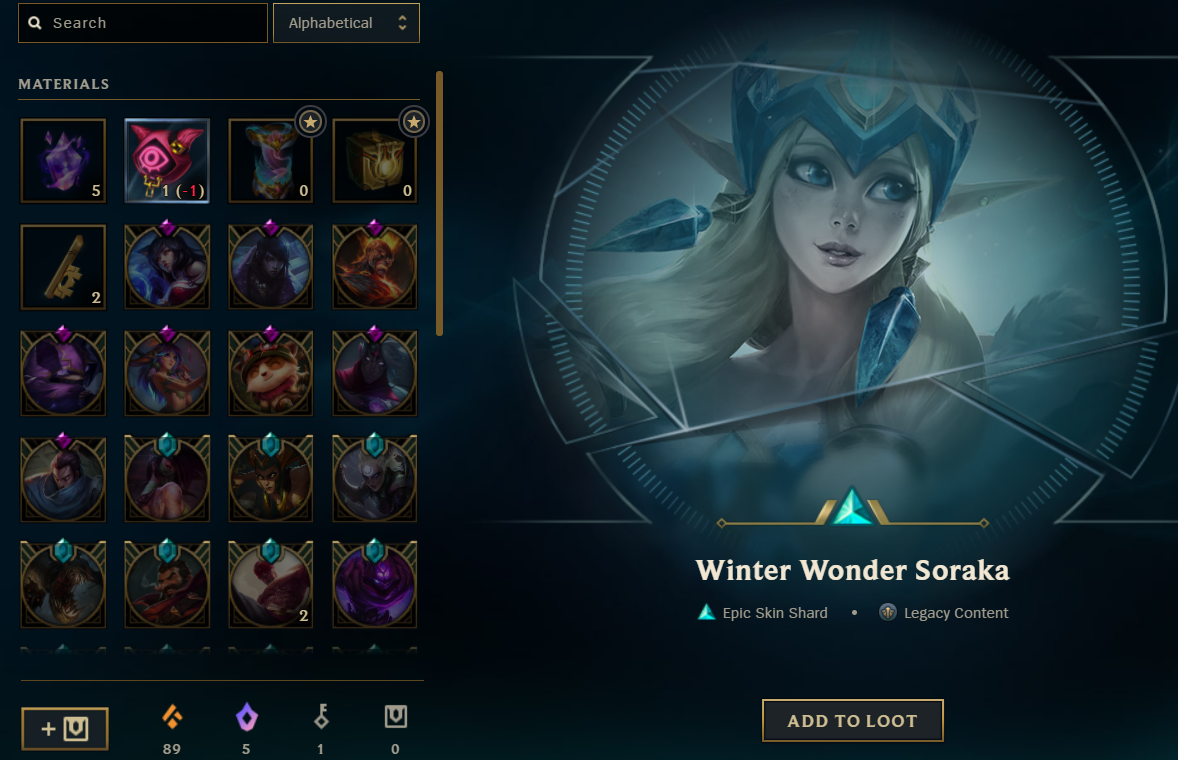 Search
Alphabetical
MATERIALS
5
1 (-1)
0
0
2
2
Winter Wonder Soraka
Epic Skin Shard • Legacy Content
+
89
5
1
0
ADD TO LOOT